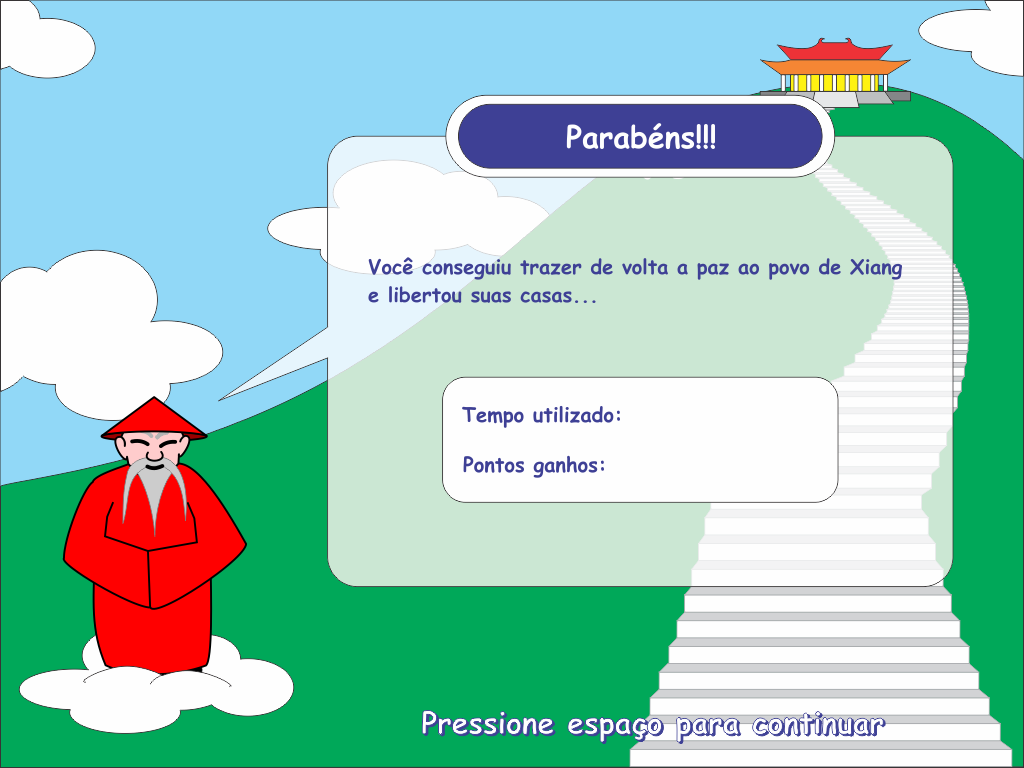 Parabéns!!!
Você conseguiu trazer de volta a paz ao povo de Xiang
e libertou suas casas...
Tempo utilizado:
Pontos ganhos:
Pressione espaço para continuar